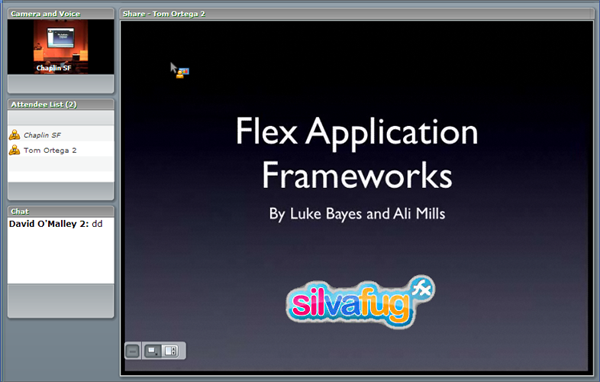 Camera and Voice
Chaplin SF
Attendee List (2)
Chaplin SF
Tom Ortega 2
Chat
David O'Malley 2: dd
Share - Tom Ortega 2
Flex Application
Frameworks
By Luke Bayes and Ali Mills
silvafug
fx